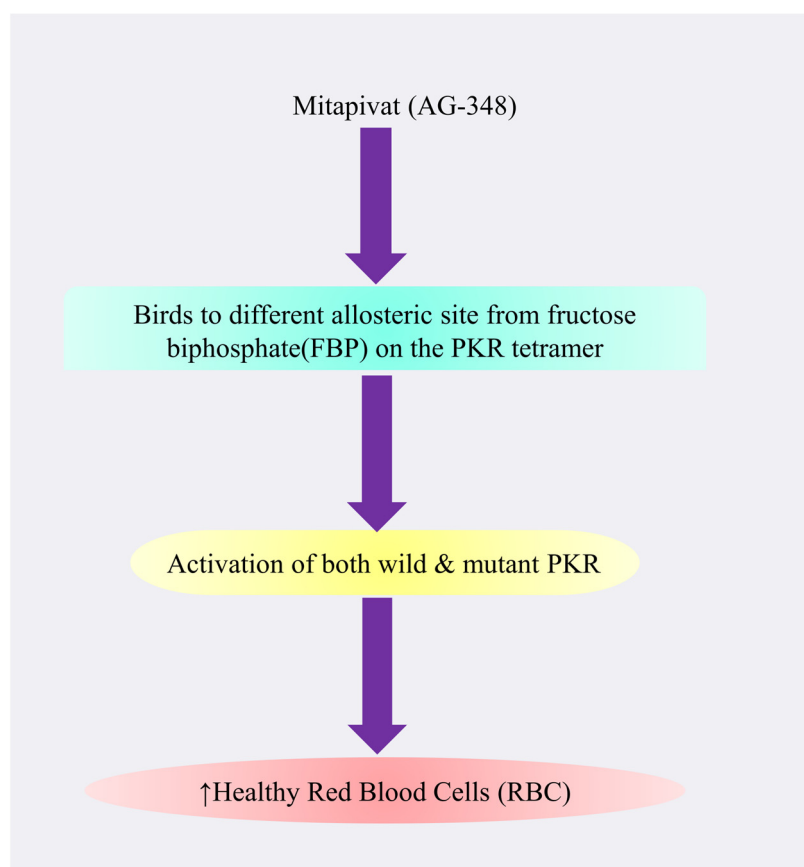 Mitapivat (AG-348)
Birds to different allosteric site from fructose
biphosphate(FBP) on the PKR tetramer
Activation of both wild & mutant PKR
↑Healthy Red Blood Cells (RBC)